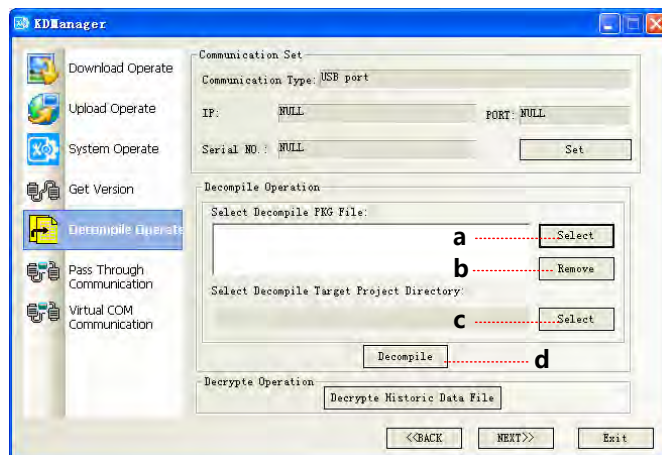 KDManager
Download Operate
Upload Operate
System Operate
Get Version
Decompile Operate
Pass Through
Communication
Virtual COM
Communication
Communication Set
Communication Type: USB port
IP: NULL PORT: NULL
Serial NO.: NULL Set
Decompile Operation
Select Decompile PKG File:
a Select
b Remove
Select Decompile Target Project Directory:
c Select
Decompile d
Decrypte Operation
Decrypte Historic Data File
<<BACK NEXT>> Exit